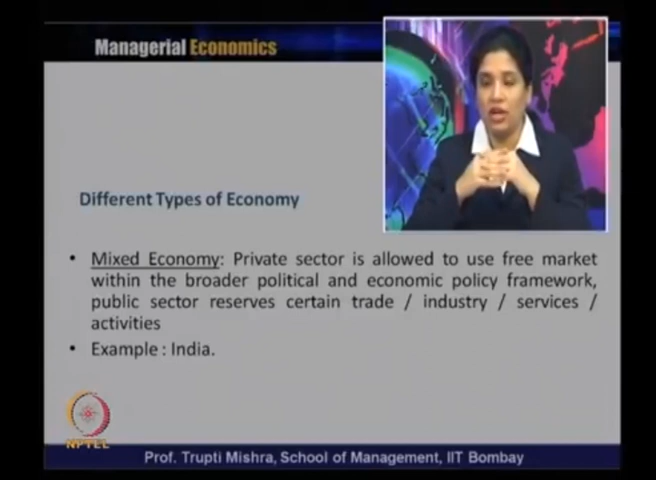 Managerial Economics
Different Types of Economy
• Mixed Economy: Private sector is allowed to use free market
within the broader political and economic policy framework,
public sector reserves certain trade / industry / services /
activities
• Example : India.
NPTEL
Prof. Trupti Mishra, School of Management, IIT Bombay